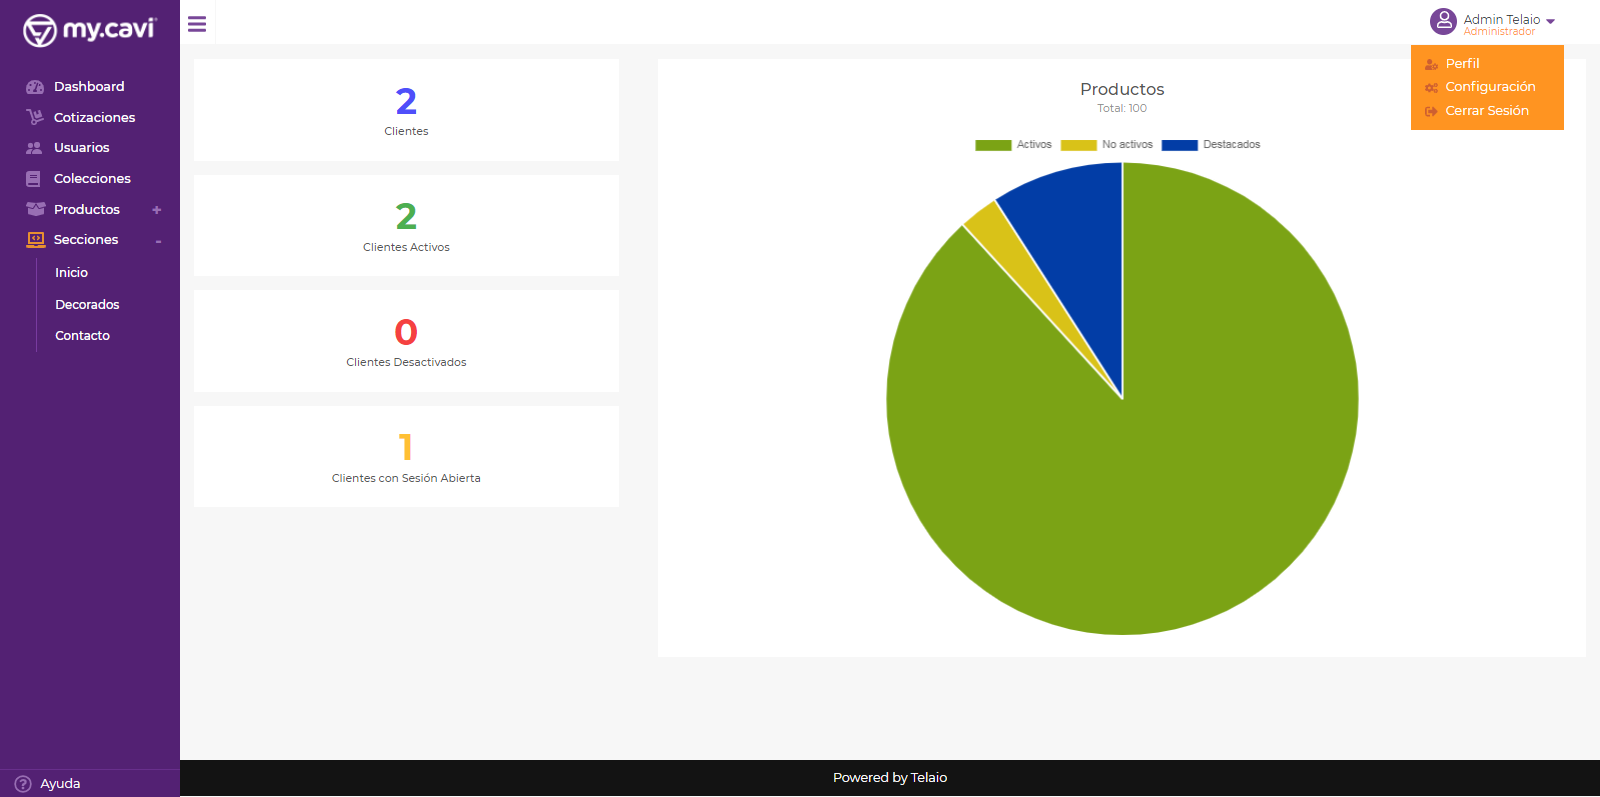 my.cavi
Dashboard
Cotizaciones
Usuarios
Colecciones
Productos +
Secciones -
Inicio
Decorados
Contacto
Ayuda
Admin Telaio
Administrador
Perfil
Configuración
Cerrar Sesión
2
Clientes
2
Clientes Activos
0
Clientes Desactivados
1
Clientes con Sesión Abierta
Productos
Total: 100
Activos No activos Destacados
Powered by Telaio